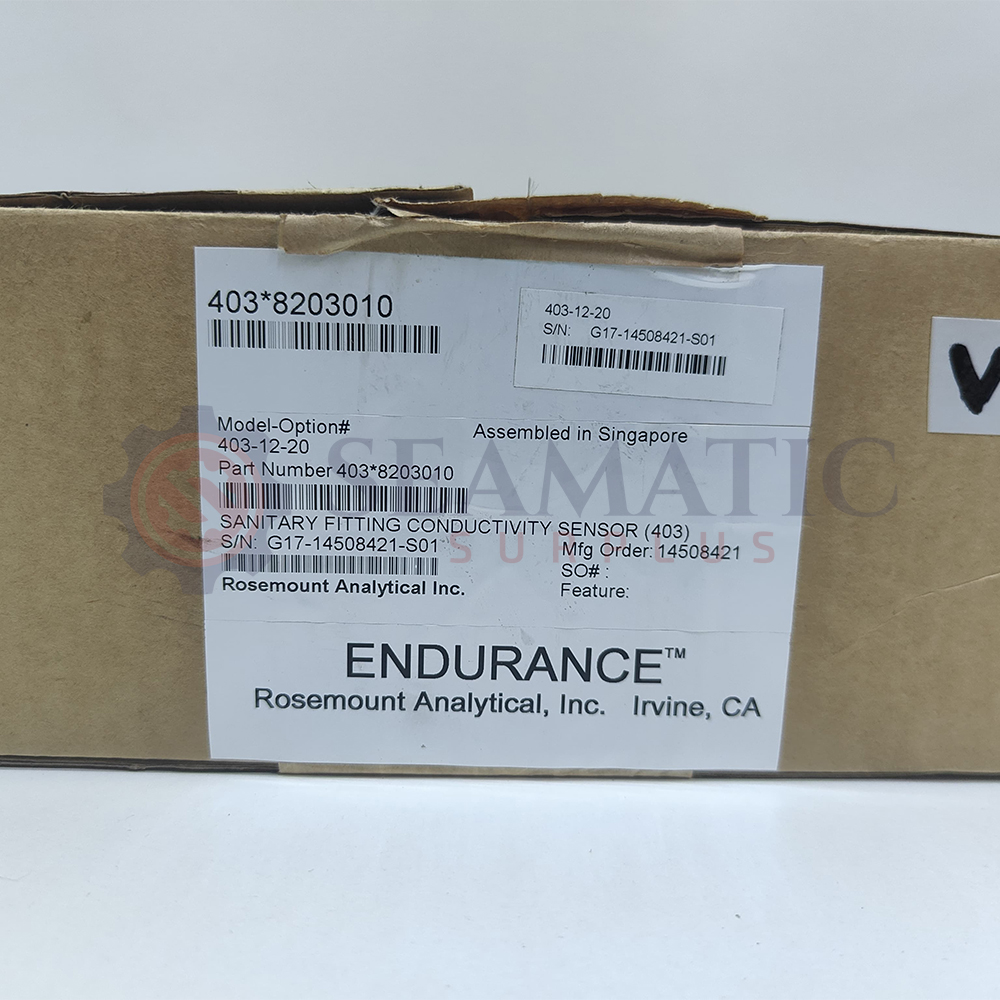 403*8203010
403-12-20
S/N: G17-14508421-S01
Model-Option#
403-12-20
Assembled in Singapore
Part Number 403*8203010
SANITARY FITTING CONDUCTIVITY SENSOR (403)
S/N: G17-14508421-S01
Mfg Order: 14508421
SO# :
Rosemount Analytical Inc.
Feature:
ENDURANCE™
Rosemount Analytical, Inc. Irvine, CA
V
SEAMATIC
SURPLUS